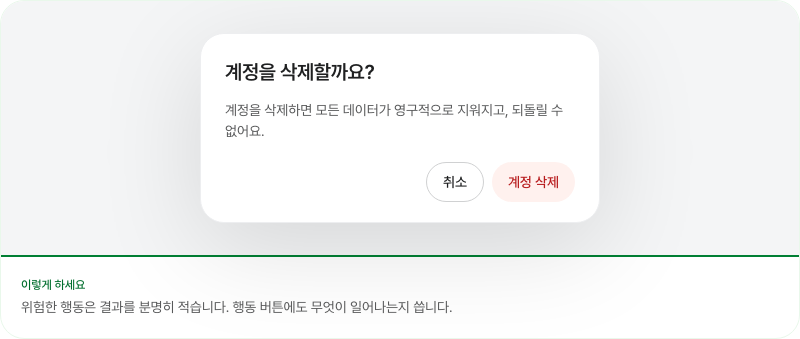 계정을 삭제할까요?
계정을 삭제하면 모든 데이터가 영구적으로 지워지고, 되돌릴 수
없어요.
취소
계정 삭제
이렇게 하세요
위험한 행동은 결과를 분명히 적습니다. 행동 버튼에도 무엇이 일어나는지 씁니다.